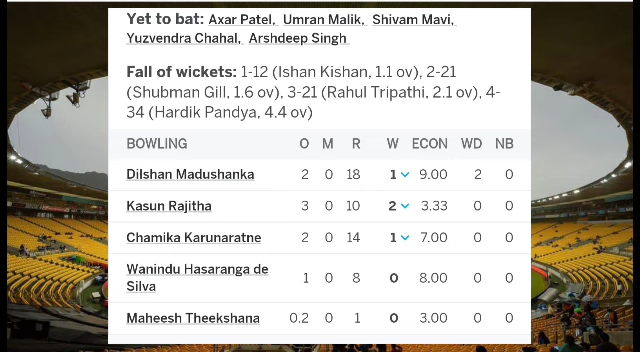 Yet to bat: Axar Patel, Umran Malik, Shivam Mavi,
Yuzvendra Chahal, Arshdeep Singh
Fall of wickets: 1-12 (Ishan Kishan, 1.1 ov), 2-21
(Shubman Gill, 1.6 ov), 3-21 (Rahul Tripathi, 2.1 ov), 4-
34 (Hardik Pandya, 4.4 ov)
BOWLING O M R W ECON WD NB
Dilshan Madushanka 2 0 18 1 9.00 2 0
Kasun Rajitha 3 0 10 2 3.33 0 0
Chamika Karunaratne 2 0 14 1 7.00 0 0
Wanindu Hasaranga de
Silva 1 0 8 0 8.00 0 0
Maheesh Theekshana 0.2 0 1 0 3.00 0 0